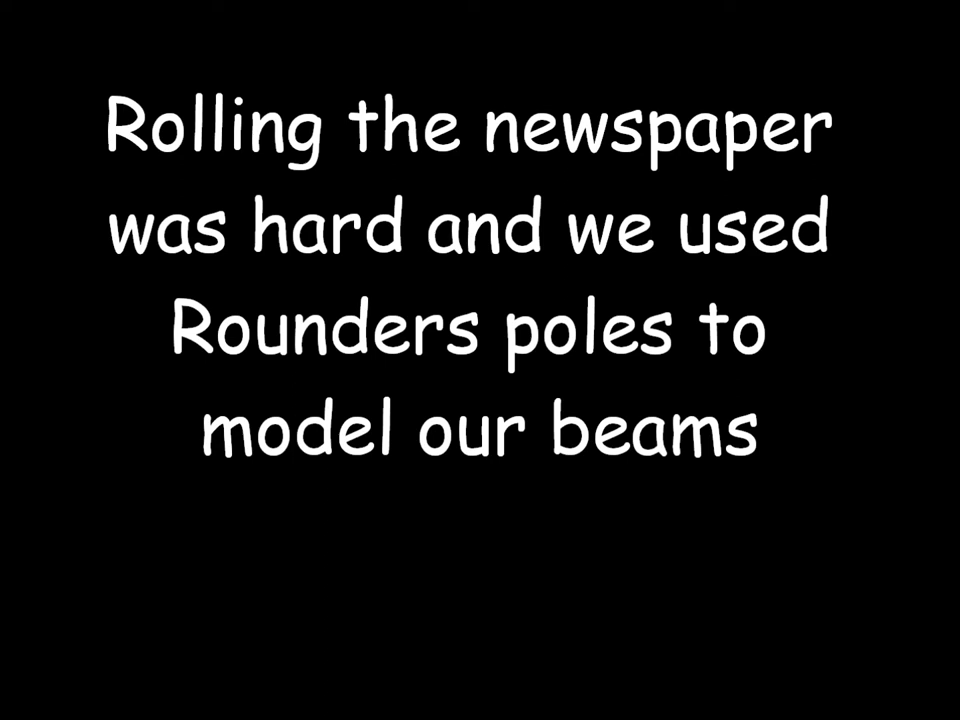 Rolling the newspaper
was hard and we used
Rounders poles to
model our beams